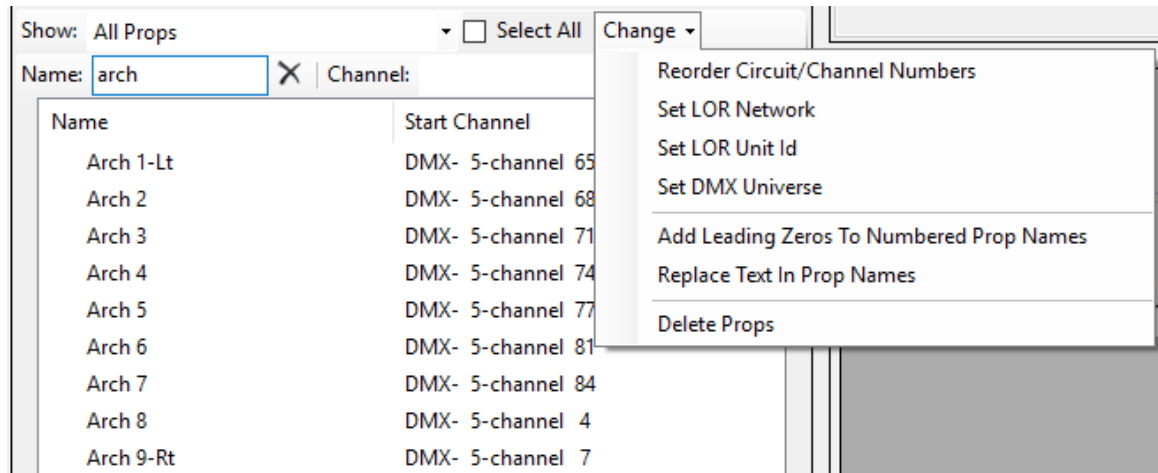 Show: All Props Select All Change
Name: arch Channel:
Name Start Channel
Arch 1-Lt DMX- 5-channel 65
Arch 2 DMX- 5-channel 68
Arch 3 DMX- 5-channel 71
Arch 4 DMX- 5-channel 74
Arch 5 DMX- 5-channel 77
Arch 6 DMX- 5-channel 81
Arch 7 DMX- 5-channel 84
Arch 8 DMX- 5-channel 4
Arch 9-Rt DMX- 5-channel 7
Reorder Circuit/Channel Numbers
Set LOR Network
Set LOR Unit Id
Set DMX Universe
Add Leading Zeros To Numbered Prop Names
Replace Text In Prop Names
Delete Props